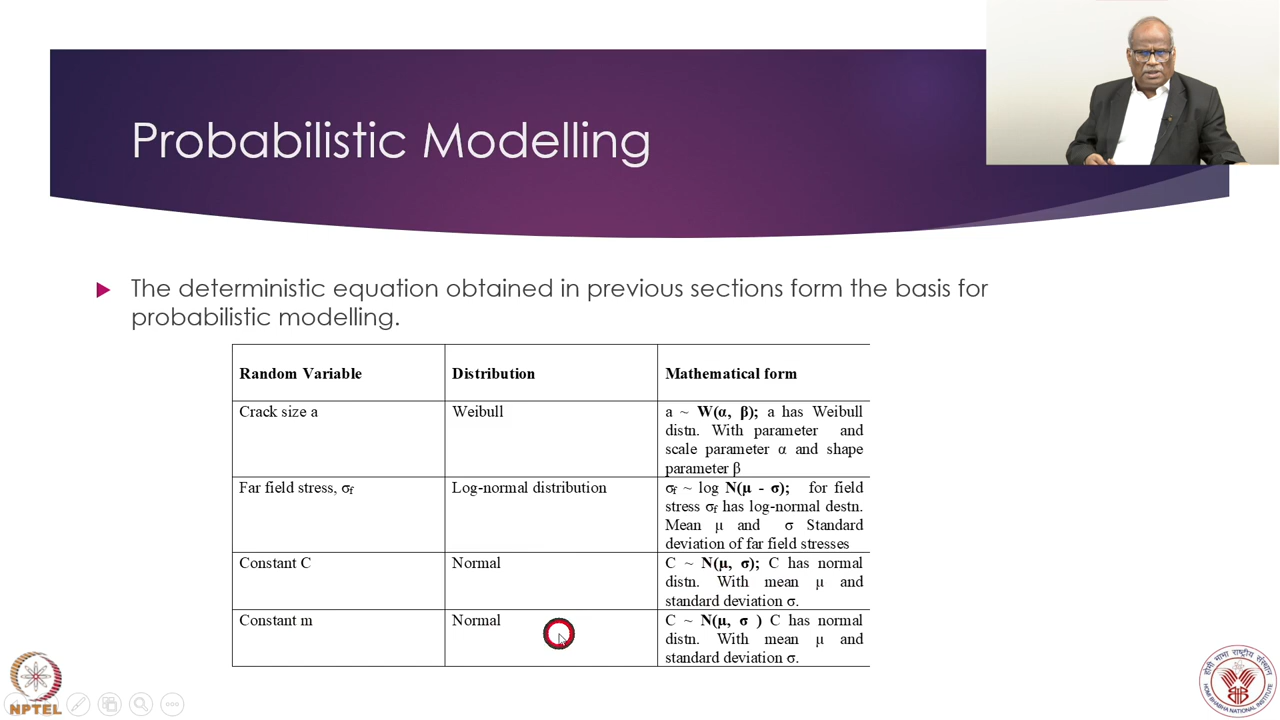 Probabilistic Modelling
The deterministic equation obtained in previous sections form the basis for
probabilistic modelling.
Random Variable
Distribution
Mathematical form
Crack size a
Weibull
a ~ W(α, β); a has Weibull
distn. With parameter and
scale parameter α and shape
parameter β
Far field stress, σf
Log-normal distribution
σf ~ log N(μ - σ); for field
stress σf has log-normal destn.
Mean μ and σ Standard
deviation of far field stresses
Constant C
Normal
C ~ N(μ, σ); C has normal
distn. With mean μ and
standard deviation σ.
Constant m
Normal
C ~ N(μ, σ ) C has normal
distn. With mean μ and
standard deviation σ.
NPTEL
होमी भाभा राष्ट्रीय संस्थान
HOMI BHABHA NATIONAL INSTITUTE